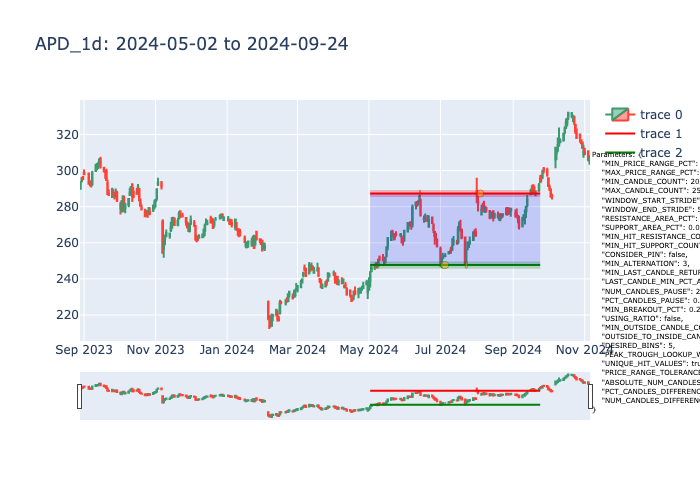 APD_1d: 2024-05-02 to 2024-09-24
320
300
280
260
240
220
Sep 2023
Nov 2023
Jan 2024
Mar 2024
May 2024
Jul 2024
Sep 2024
Nov 2024
trace 0
trace 1
trace 2
Parameters: {
"MIN_PRICE_RANGE_PCT":
"MAX_PRICE_RANGE_PCT":
"MIN_CANDLE_COUNT": 20
"MAX_CANDLE_COUNT": 25
"WINDOW_START_STRIDE"
"WINDOW_END_STRIDE": 5
"RESISTANCE_AREA_PCT":
"SUPPORT_AREA_PCT": 0.0
"MIN_HIT_RESISTANCE_CO
"MIN_HIT_SUPPORT_COUN
"CONSIDER_PIN": false,
"MIN_ALTERNATION": 3,
"MIN_LAST_CANDLE_RETUR
"LAST_CANDLE_MIN_PCT_A
"NUM_CANDLES_PAUSE": 2
"PCT_CANDLES_PAUSE": 0.
"MIN_BREAKOUT_PCT": 0.2
"USING_RATIO": false,
"MIN_OUTSIDE_CANDLE_C
"OUTSIDE_TO_INSIDE_CAN
"DESIRED_BINS": 5,
"PEAK_TROUGH_LOOKUP_W
"UNIQUE_HIT_VALUES": tru
"PRICE_RANGE_TOLERANC
"ABSOLUTE_NUM_CANDLES
"PCT_CANDLES_DIFFERENC
"NUM_CANDLES_DIFFEREN
}